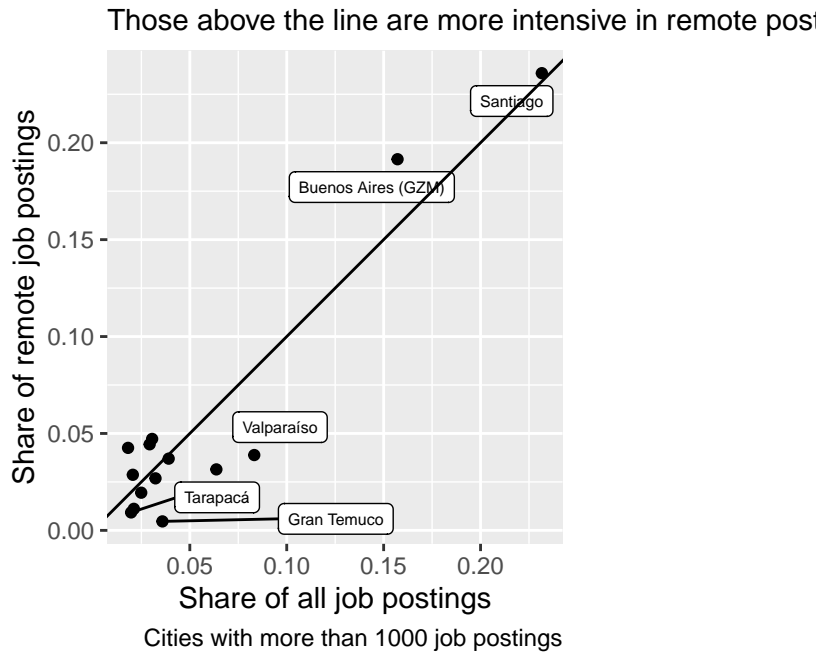 Those above the line are more intensive in remote
Santiago
0.20
Buenos Aires (GZM)
0.15
Share of remote job postings
0.10
Valparaíso
0.05
Tarapacá
Gran Temuco
0.00
0.05 0.10 0.15 0.20
Share of all job postings
Cities with more than 1000 job postings